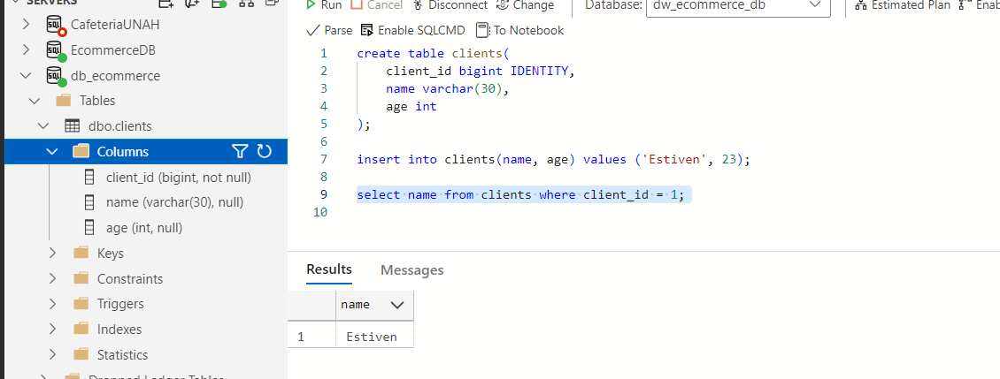 SERVERS
CafeteriaUNAH
EcommerceDB
db_ecommerce
Tables
dbo.clients
Columns
client_id (bigint, not null)
name (varchar(30), null)
age (int, null)
Keys
Constraints
Triggers
Indexes
Statistics
Dropped Ledger Tables
Run Cancel Disconnect Change Database: dw_ecommerce_db Estimated Plan Enab
Parse Enable SQLCMD To Notebook
1 create table clients(
2 client_id bigint IDENTITY,
3 name varchar(30),
4 age int
5 );
6
7 insert into clients(name, age) values ('Estiven', 23);
8
9 select name from clients where client_id = 1;
10
Results Messages
name
1 Estiven